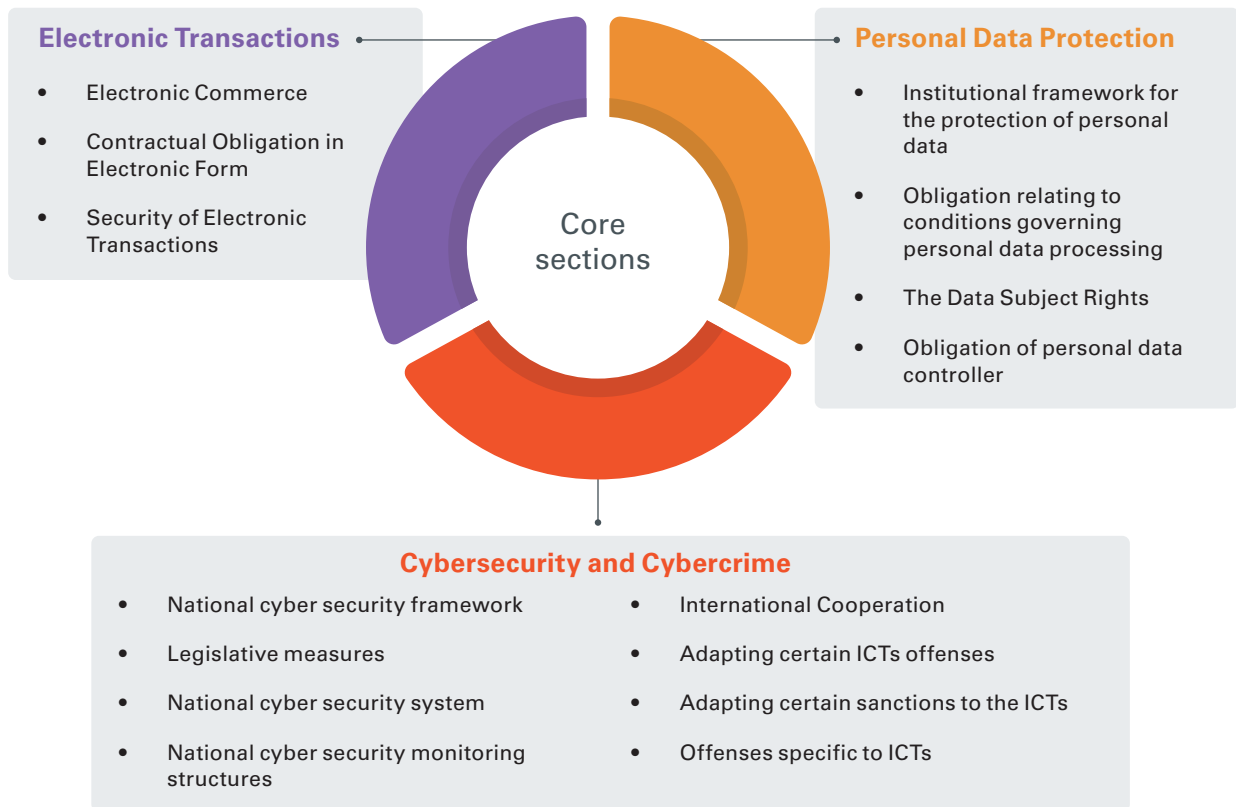 Electronic Transactions
• Electronic Commerce
• Contractual Obligation in
Electronic Form
• Security of Electronic
Transactions
Core
sections
Personal Data Protection
• Institutional framework for
the protection of personal
data
• Obligation relating to
conditions governing
personal data processing
• The Data Subject Rights
• Obligation of personal data
controller
Cybersecurity and Cybercrime
• National cyber security framework
• Legislative measures
• National cyber security system
• National cyber security monitoring
structures
• International Cooperation
• Adapting certain ICTs offenses
• Adapting certain sanctions to the ICTs
• Offenses specific to ICTs